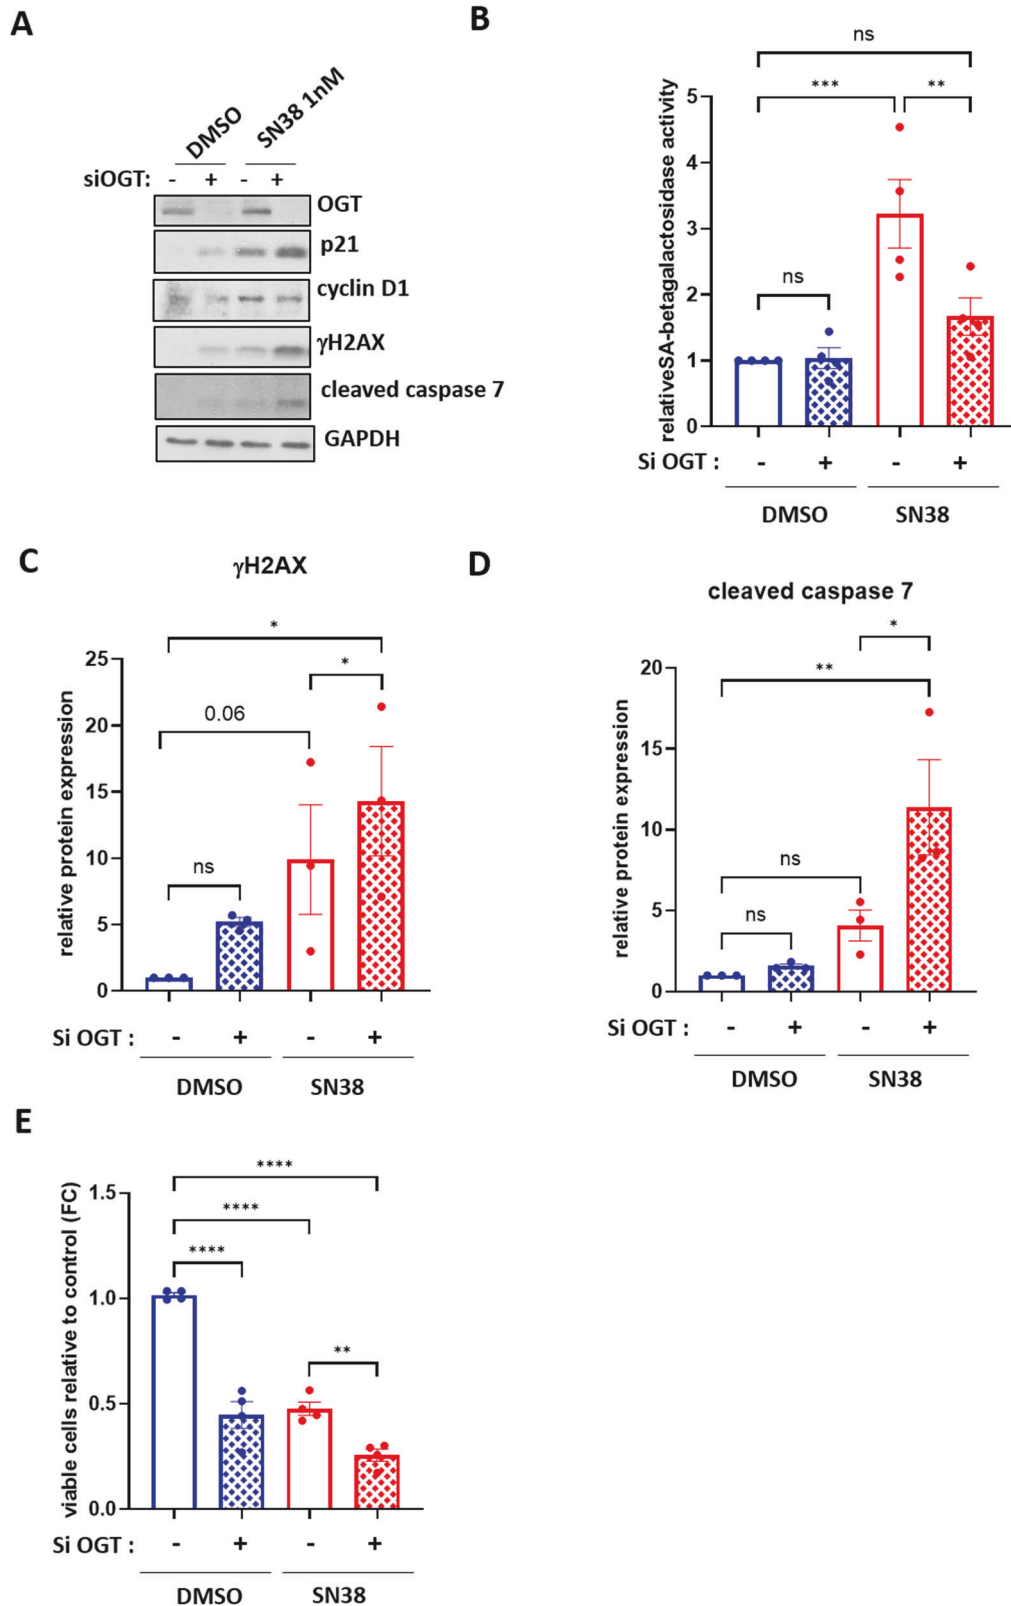 A
DMSO
SN38 1nM
siOGT: - + - +
OGT
p21
cyclin D1
γH2AX
cleaved caspase 7
GAPDH
B
ns
*** **
ns
relativeSA-betagalactosidase activity
5
4
3
2
1
0
Si OGT : - + - +
DMSO SN38
C
γH2AX
*
*
0.06
ns
relative protein expression
25
20
15
10
5
0
Si OGT : - + - +
DMSO SN38
D
cleaved caspase 7
*
**
ns
ns
relative protein expression
20
15
10
5
0
Si OGT : - + - +
DMSO SN38
E
****
****
****
**
viable cells relative to control (FC)
1.5
1.0
0.5
0.0
Si OGT : - + - +
DMSO SN38